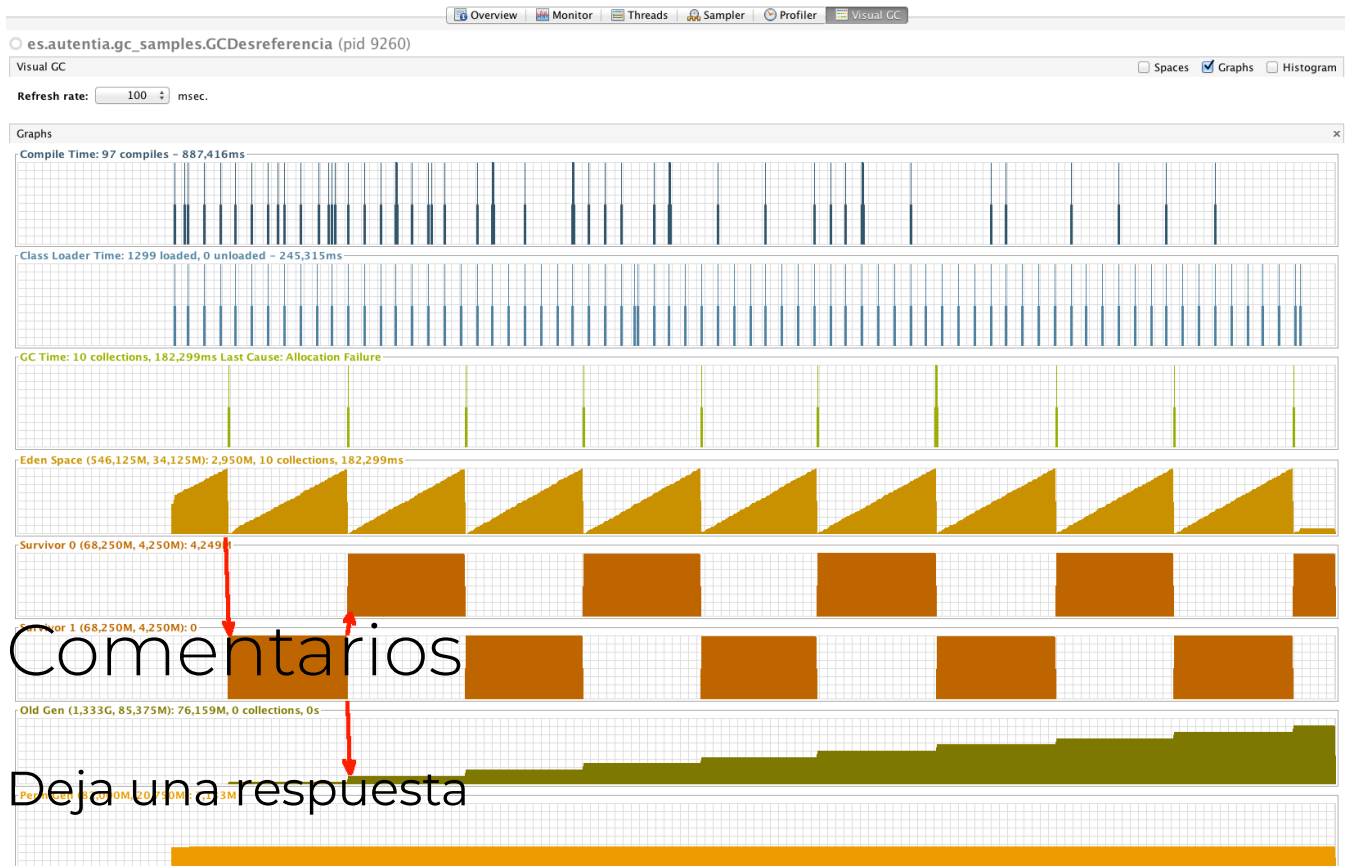 Overview Monitor Threads Sampler Profiler Visual GC
es.autentia.gc_samples.GCDesreferencia (pid 9260)
Visual GC Spaces Graphs Histogram
Refresh rate: 100 msec.
Graphs
Compile Time: 97 compiles - 887,416ms
Class Loader Time: 1299 loaded, 0 unloaded - 245,315ms
GC Time: 10 collections, 182,299ms Last Cause: Allocation Failure
Eden Space (546,125M, 34,125M): 2,950M, 10 collections, 182,299ms
Survivor 0 (68,250M, 4,250M): 4,249M
Survivor 1 (68,250M, 4,250M): 0
Comentarios
Old Gen (1,333G, 85,375M): 76,159M, 0 collections, 0s
Deja una respuesta
Perm Gen